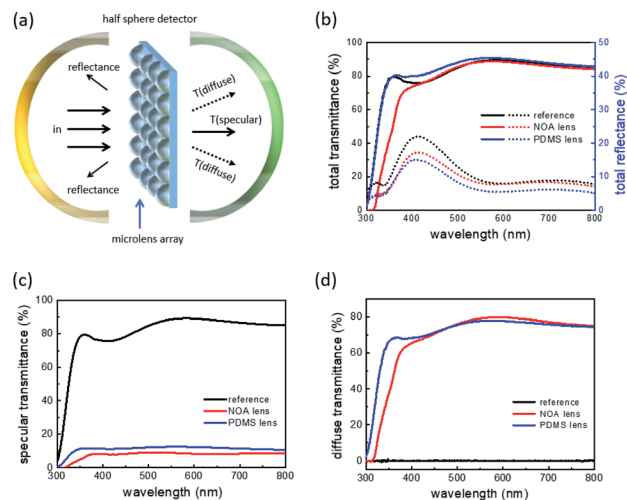 (a)
half sphere detector
reflectance
in
reflectance
T(diffuse)
T(specular)
T(diffuse)
microlens array
(b)
total transmittance (%)
100
80
60
40
20
0
50
40
30
20
10
0
total reflectance (%)
reference
NOA lens
PDMS lens
300 400 500 600 700 800
wavelength (nm)
(c)
specular transmittance (%)
100
80
60
40
20
0
reference
NOA lens
PDMS lens
300 400 500 600 700 800
wavelength (nm)
(d)
diffuse transmittance (%)
100
80
60
40
20
0
reference
NOA lens
PDMS lens
300 400 500 600 700 800
wavelength (nm)